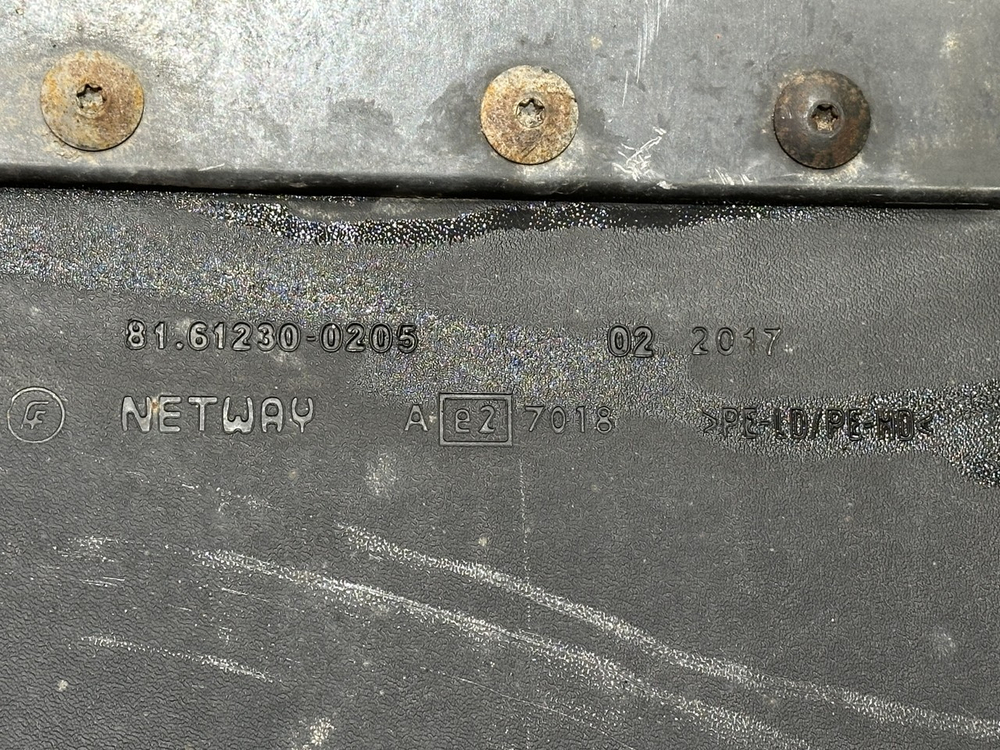 81.61230-0205 02 2017
NETWAY A e2 7018 >PE-LD/PE-HD<